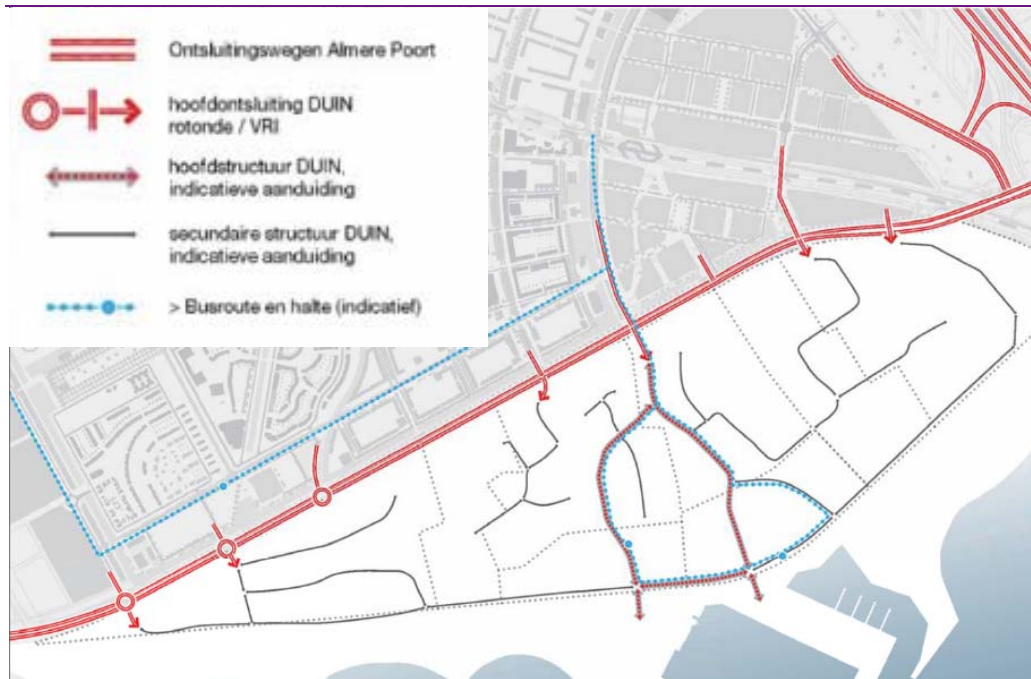 Ontsluitingswegen Almere Poort
hoofdontsluiting DUIN
rotonde / VRI
hoofdstructuur DUIN,
indicatieve aanduiding
secundaire structuur DUIN,
indicatieve aanduiding
> Busroute en halte (indicatief)